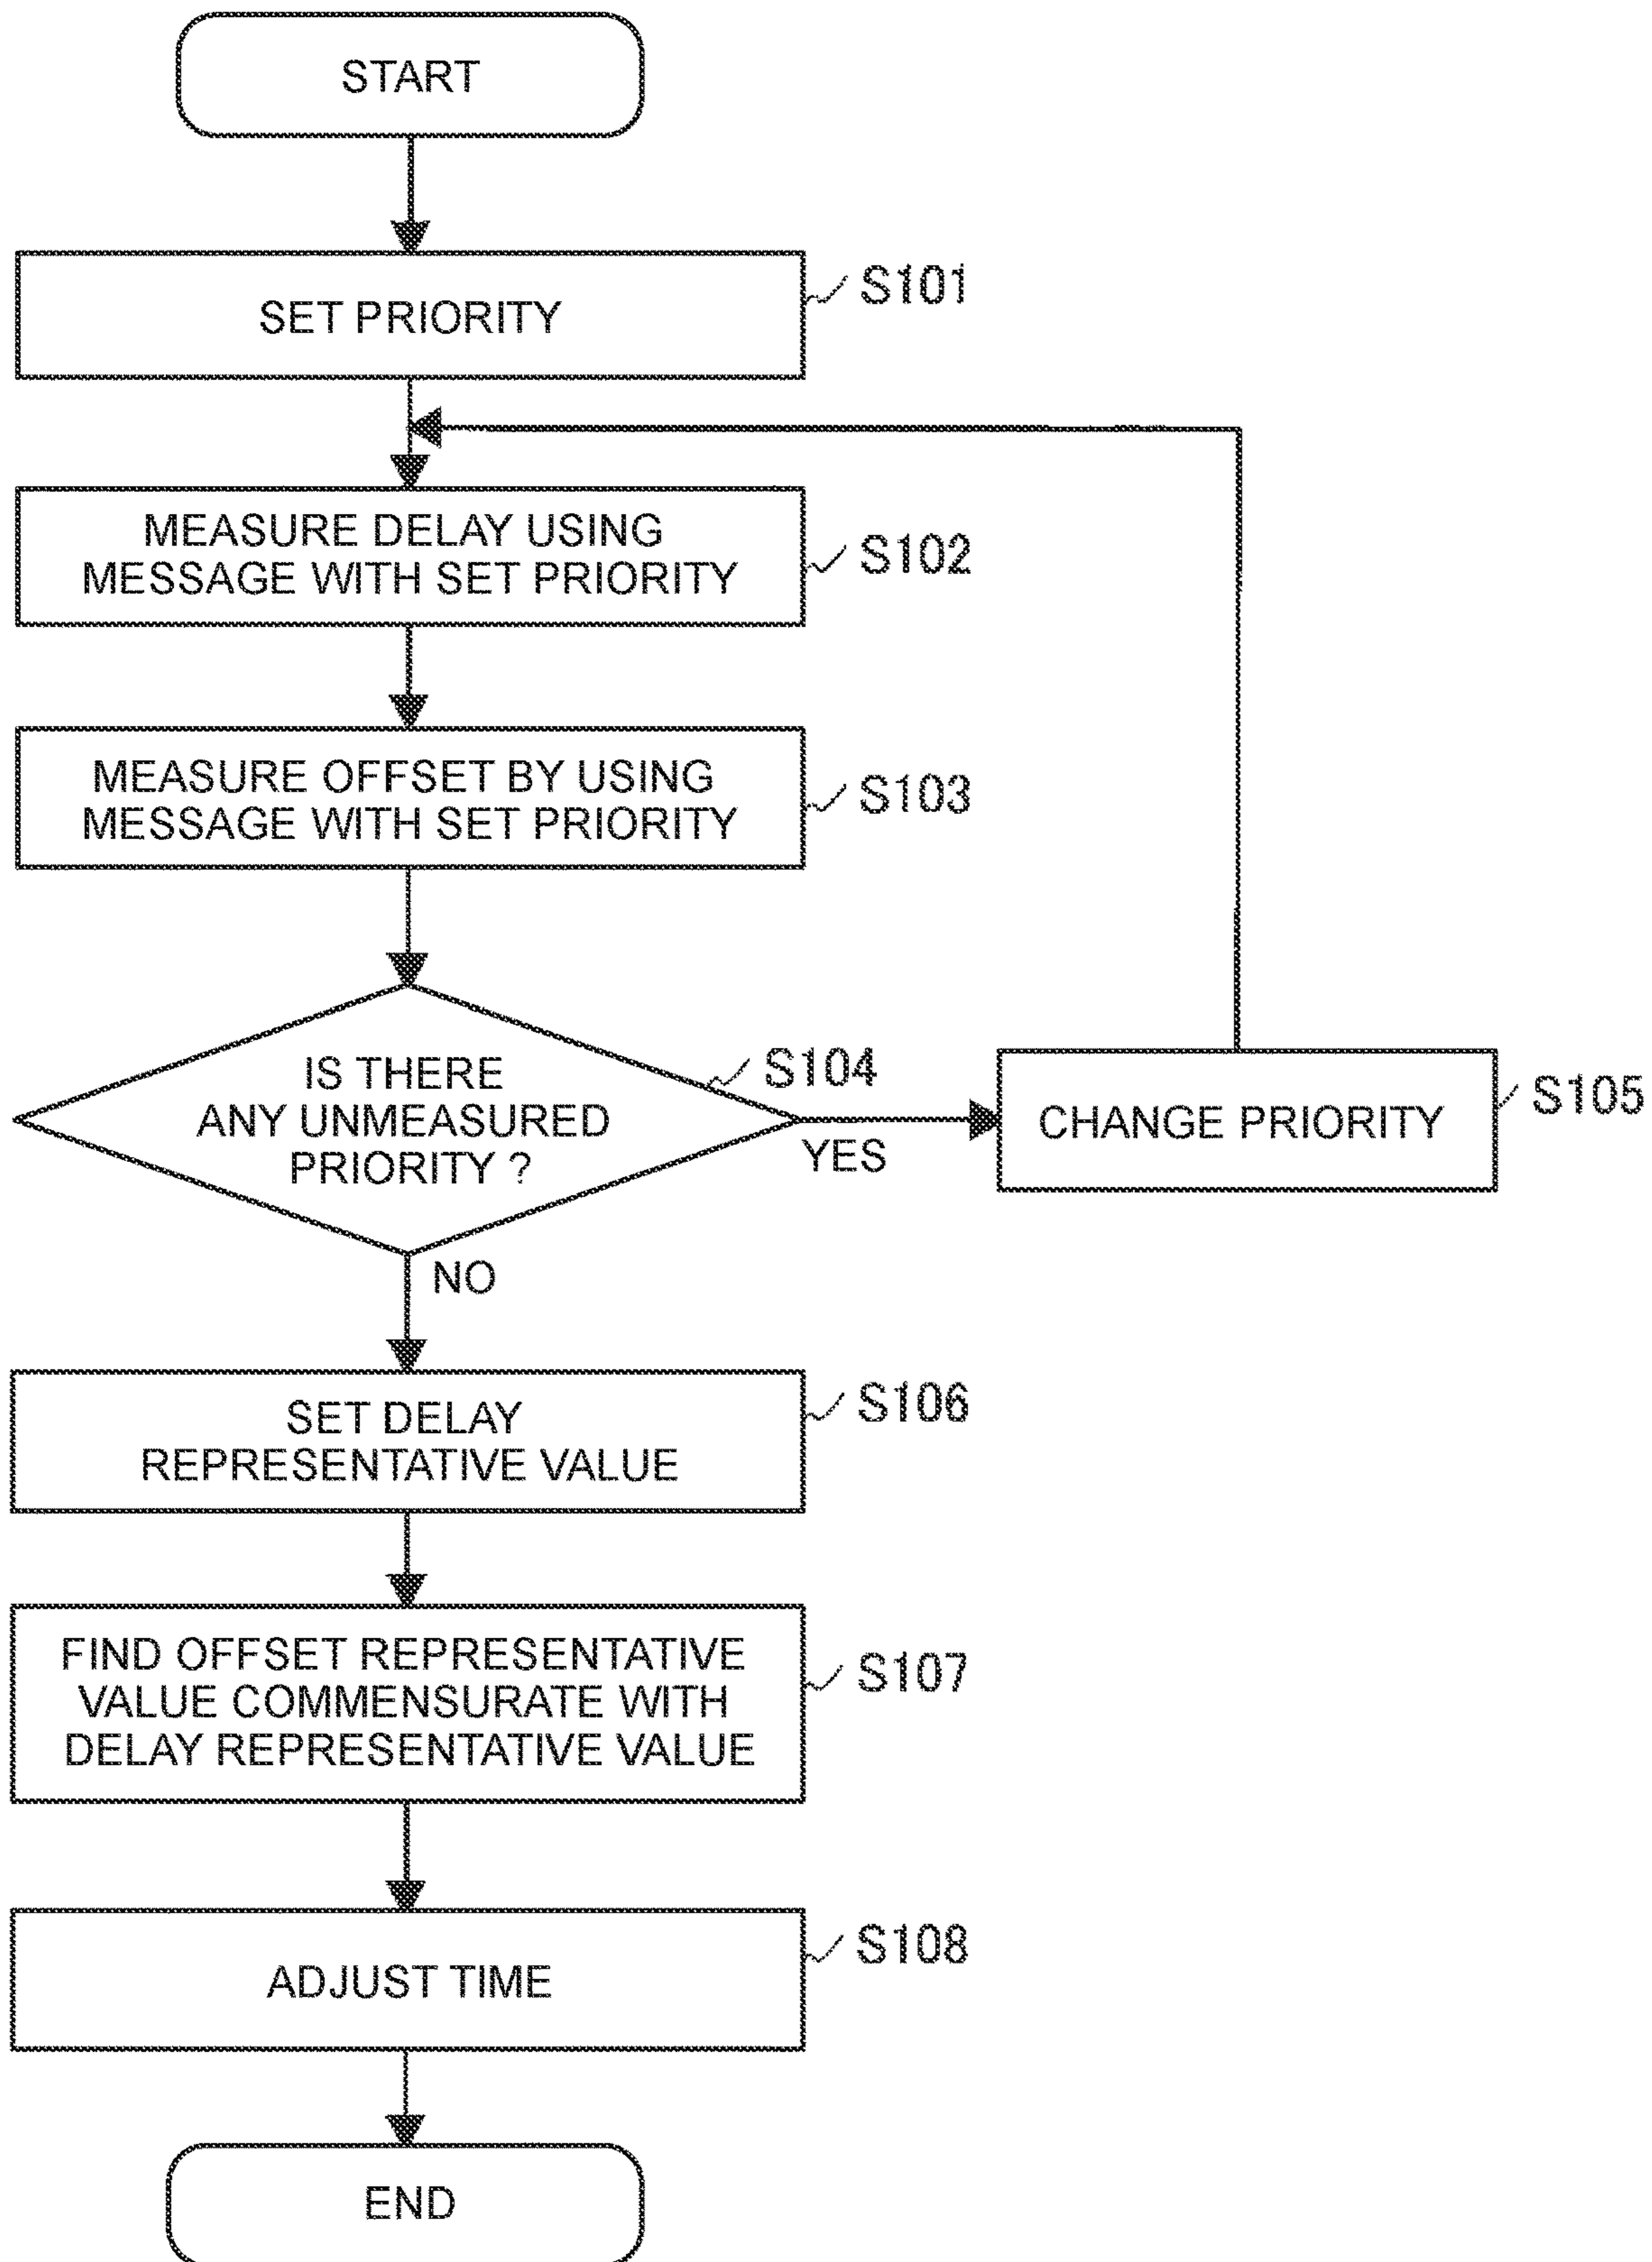 START
SET PRIORITY
S101
MEASURE DELAY USING
MESSAGE WITH SET PRIORITY
S102
MEASURE OFFSET BY USING
MESSAGE WITH SET PRIORITY
S103
IS THERE
ANY UNMEASURED
PRIORITY ?
S104
YES
CHANGE PRIORITY
S105
NO
SET DELAY
REPRESENTATIVE VALUE
S106
FIND OFFSET REPRESENTATIVE
VALUE COMMENSURATE WITH
DELAY REPRESENTATIVE VALUE
S107
ADJUST TIME
S108
END